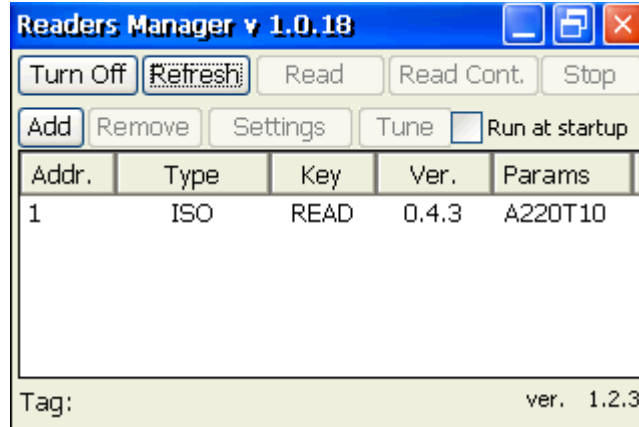 Readers Manager v 1.0.18
Turn Off Refresh Read Read Cont. Stop
Add Remove Settings Tune Run at startup
Addr. Type Key Ver. Params
1 ISO READ 0.4.3 A220T10
Tag: ver. 1.2.3